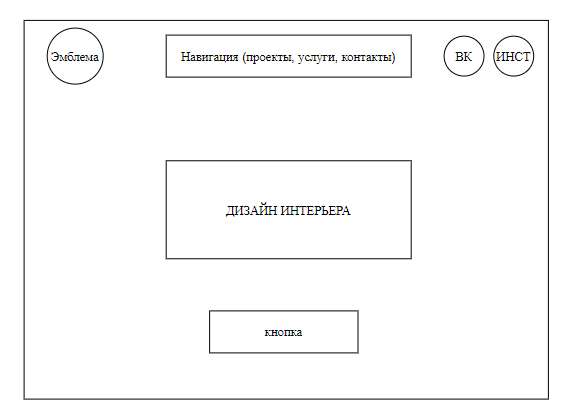 Эмблема
Навигация (проекты, услуги, контакты)
ВК
ИНСТ
ДИЗАЙН ИНТЕРЬЕРА
кнопка